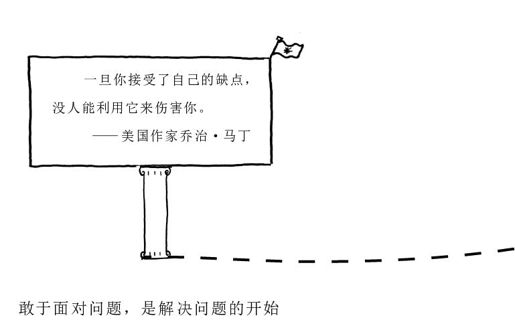 一旦你接受了自己的缺点，
没人能利用它来伤害你。
——美国作家乔治·马丁
敢于面对问题，是解决问题的开始